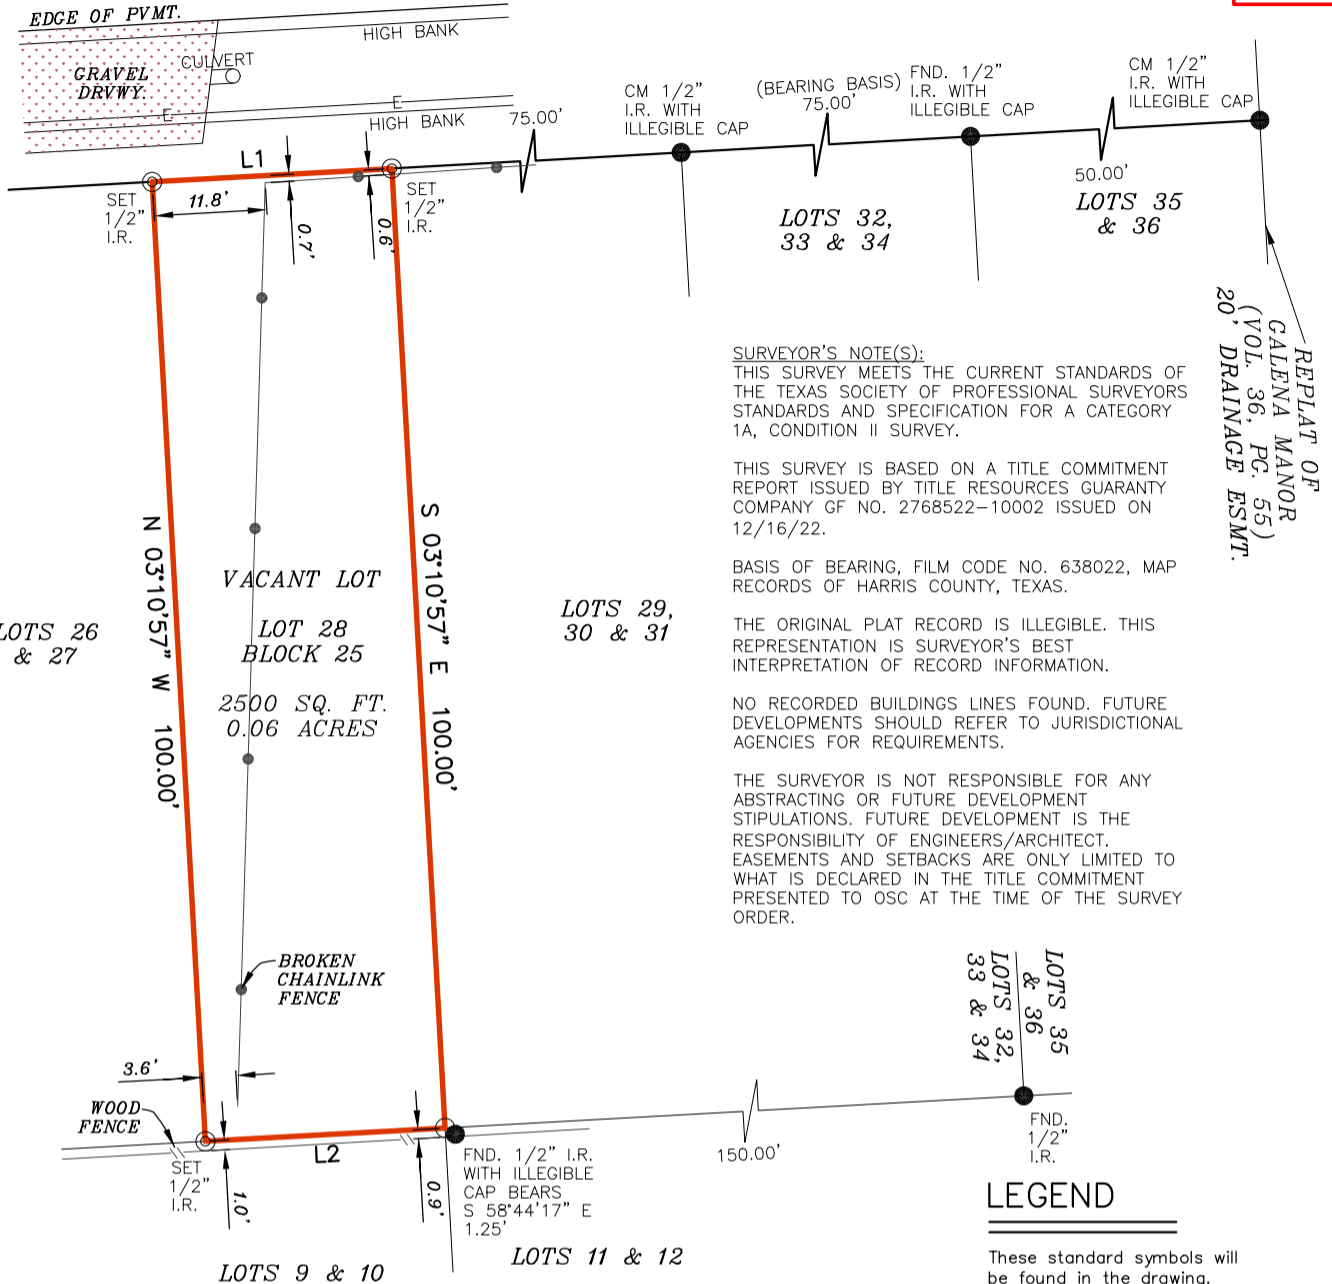 EDGE OF PVMT.
HIGH BANK
CULVERT
GRAVEL
DRVWY.
E
E
HIGH BANK
75.00'
CM 1/2"
I.R. WITH
ILLEGIBLE CAP
(BEARING BASIS)
75.00'
FND. 1/2"
I.R. WITH
ILLEGIBLE CAP
CM 1/2"
I.R. WITH
ILLEGIBLE CAP
50.00'
L1
SET
1/2"
I.R.
11.8'
0.7'
0.6'
SET
1/2"
I.R.
LOTS 32,
33 & 34
LOTS 35
& 36
REPLAT OF
GALENA MANOR
(VOL. 36, PG. 55)
20' DRAINAGE ESMT.
SURVEYOR'S NOTE(S):
THIS SURVEY MEETS THE CURRENT STANDARDS OF
THE TEXAS SOCIETY OF PROFESSIONAL SURVEYORS
STANDARDS AND SPECIFICATION FOR A CATEGORY
1A, CONDITION II SURVEY.
THIS SURVEY IS BASED ON A TITLE COMMITMENT
REPORT ISSUED BY TITLE RESOURCES GUARANTY
COMPANY GF NO. 2768522-10002 ISSUED ON
12/16/22.
BASIS OF BEARING, FILM CODE NO. 638022, MAP
RECORDS OF HARRIS COUNTY, TEXAS.
THE ORIGINAL PLAT RECORD IS ILLEGIBLE. THIS
REPRESENTATION IS SURVEYOR'S BEST
INTERPRETATION OF RECORD INFORMATION.
NO RECORDED BUILDINGS LINES FOUND. FUTURE
DEVELOPMENTS SHOULD REFER TO JURISDICTIONAL
AGENCIES FOR REQUIREMENTS.
THE SURVEYOR IS NOT RESPONSIBLE FOR ANY
ABSTRACTING OR FUTURE DEVELOPMENT
STIPULATIONS. FUTURE DEVELOPMENT IS THE
RESPONSIBILITY OF ENGINEERS/ARCHITECT.
EASEMENTS AND SETBACKS ARE ONLY LIMITED TO
WHAT IS DECLARED IN THE TITLE COMMITMENT
PRESENTED TO OSC AT THE TIME OF THE SURVEY
ORDER.
N 03°10'57" W 100.00'
S 03°10'57" E 100.00'
VACANT LOT
LOT 28
BLOCK 25
2500 SQ. FT.
0.06 ACRES
LOTS 26
& 27
LOTS 29,
30 & 31
BROKEN
CHAINLINK
FENCE
3.6'
WOOD
FENCE
SET
1/2"
I.R.
L2
1.0'
0.9'
FND. 1/2" I.R.
WITH ILLEGIBLE
CAP BEARS
S 58°44'17" E
1.25'
150.00'
LOTS 35
& 36
LOTS 32,
33 & 34
FND.
1/2"
I.R.
LOTS 9 & 10
LOTS 11 & 12
LEGEND
These standard symbols will
be found in the drawing.